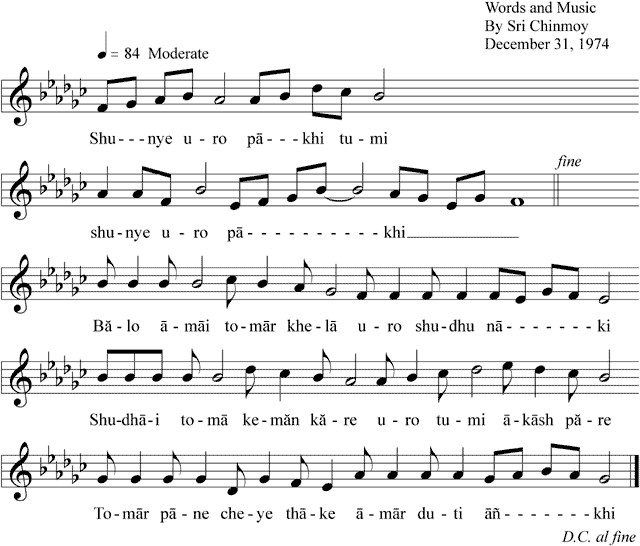 Words and Music
By Sri Chinmoy
December 31, 1974
♩ = 84 Moderate
Shu---nye u-ro pā---khi tu-mi
fine
shu-nye u-ro pā-----------khi
Bă-lo ā-māi to-mār khe-lā u-ro shu-dhu nā------ki
Shu-dhā-i to-mā ke-măn kă-re u-ro tu-mi ā-kāsh pā-re
To-mār pā-ne che-ye thā-ke ā-mār du-ti āñ------khi
D.C. al fine